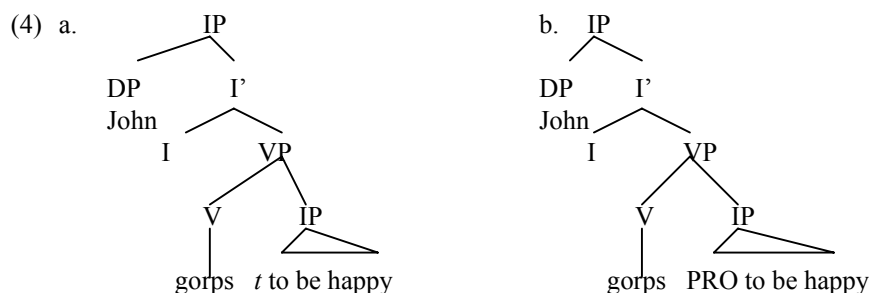 (4) a. IP b. IP
DP I’ DP I’
John John
I VP I VP
V IP V IP
gorps t to be happy gorps PRO to be happy